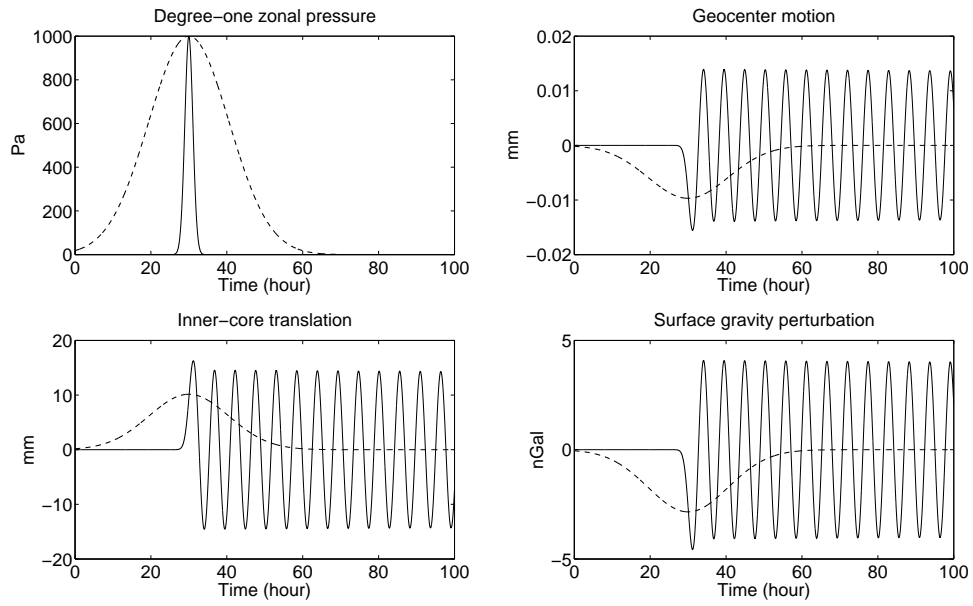 Degree−one zonal pressure
1000
800
600
400
200
0
Pa
0 20 40 60 80 100
Time (hour)
Geocenter motion
0.02
0.01
0
−0.01
−0.02
mm
0 20 40 60 80 100
Time (hour)
Inner−core translation
20
10
0
−10
−20
mm
0 20 40 60 80 100
Time (hour)
Surface gravity perturbation
5
0
−5
nGal
0 20 40 60 80 100
Time (hour)